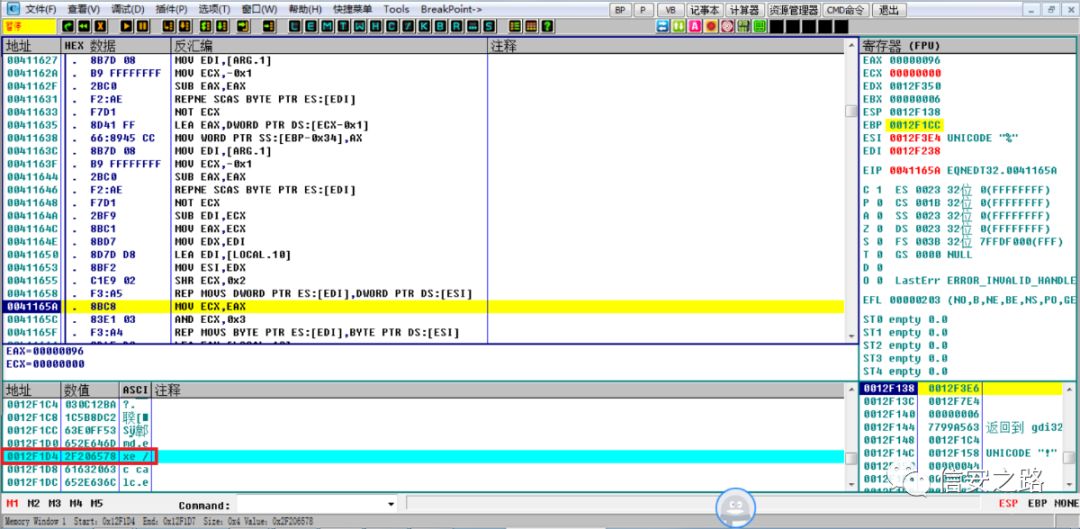 文件(F) 查看(V) 调试(D) 插件(P) 选项(T) 窗口(W) 帮助(H) 快捷菜单 Tools BreakPoint-> BP P VB 记事本 计算器 资源管理器 CMD命令 退出
暂停 L E M T W H C / K B R ... S
地址 HEX 数据 反汇编 注释
00411627 . 8B7D 08 MOV EDI,[ARG.1]
0041162A . B9 FFFFFFFF MOV ECX,-0x1
0041162F . 2BC0 SUB EAX,EAX
00411631 . F2:AE REPNE SCAS BYTE PTR ES:[EDI]
00411633 . F7D1 NOT ECX
00411635 . 8D41 FF LEA EAX,DWORD PTR DS:[ECX-0x1]
00411638 . 66:8945 CC MOV WORD PTR SS:[EBP-0x34],AX
0041163C . 8B7D 08 MOV EDI,[ARG.1]
0041163F . B9 FFFFFFFF MOV ECX,-0x1
00411644 . 2BC0 SUB EAX,EAX
00411646 . F2:AE REPNE SCAS BYTE PTR ES:[EDI]
00411648 . F7D1 NOT ECX
0041164A . 2BF9 SUB EDI,ECX
0041164C . 8BC1 MOV EAX,ECX
0041164E . 8BD7 MOV EDX,EDI
00411650 . 8D7D D8 LEA EDI,[LOCAL.10]
00411653 . 8BF2 MOV ESI,EDX
00411655 . C1E9 02 SHR ECX,0x2
00411658 . F3:A5 REP MOVS DWORD PTR ES:[EDI],DWORD PTR DS:[ESI]
0041165A . 8BC8 MOV ECX,EAX
0041165C . 83E1 03 AND ECX,0x3
0041165F . F3:A4 REP MOVS BYTE PTR ES:[EDI],BYTE PTR DS:[ESI]
EAX=00000096
ECX=00000000
寄存器 (FPU)
EAX 00000096
ECX 00000000
EDX 0012F350
EBX 00000006
ESP 0012F138
EBP 0012F1CC
ESI 0012F3E4 UNICODE "%"
EDI 0012F238
EIP 0041165A EQNEDT32.0041165A
C 1 ES 0023 32位 0(FFFFFFFF)
P 0 CS 001B 32位 0(FFFFFFFF)
A 0 SS 0023 32位 0(FFFFFFFF)
Z 0 DS 0023 32位 0(FFFFFFFF)
S 0 FS 003B 32位 7FFDF000(FFF)
T 0 GS 0000 NULL
D 0
O 0 LastErr ERROR_INVALID_HANDLE
EFL 00000203 (NO,B,NE,BE,NS,PO,GE
ST0 empty 0.0
ST1 empty 0.0
ST2 empty 0.0
ST3 empty 0.0
ST4 empty 0.0
地址 数值 ASCI 注释
0012F1C4 030C12BA ?.
0012F1C8 1C5B8DC2
0012F1CC 63E0FF53
0012F1D0 652E646D md.e
0012F1D4 2F206578 xe /
0012F1D8 61632063 c ca
0012F1DC 652E636C lc.e
0012F138 0012F3E6
0012F13C 0012F7E4
0012F140 00000006
0012F144 7799A563 返回到 gdi32
0012F148 0012F1C4
0012F14C 0012F158 UNICODE "!"
信安之路
M1 M2 M3 M4 M5 Command: ESP EBP NONE
Memory Window 1 Start: 0x12F1D4 End: 0x12F1D7 Size: 0x4 Value: 0x2F206578